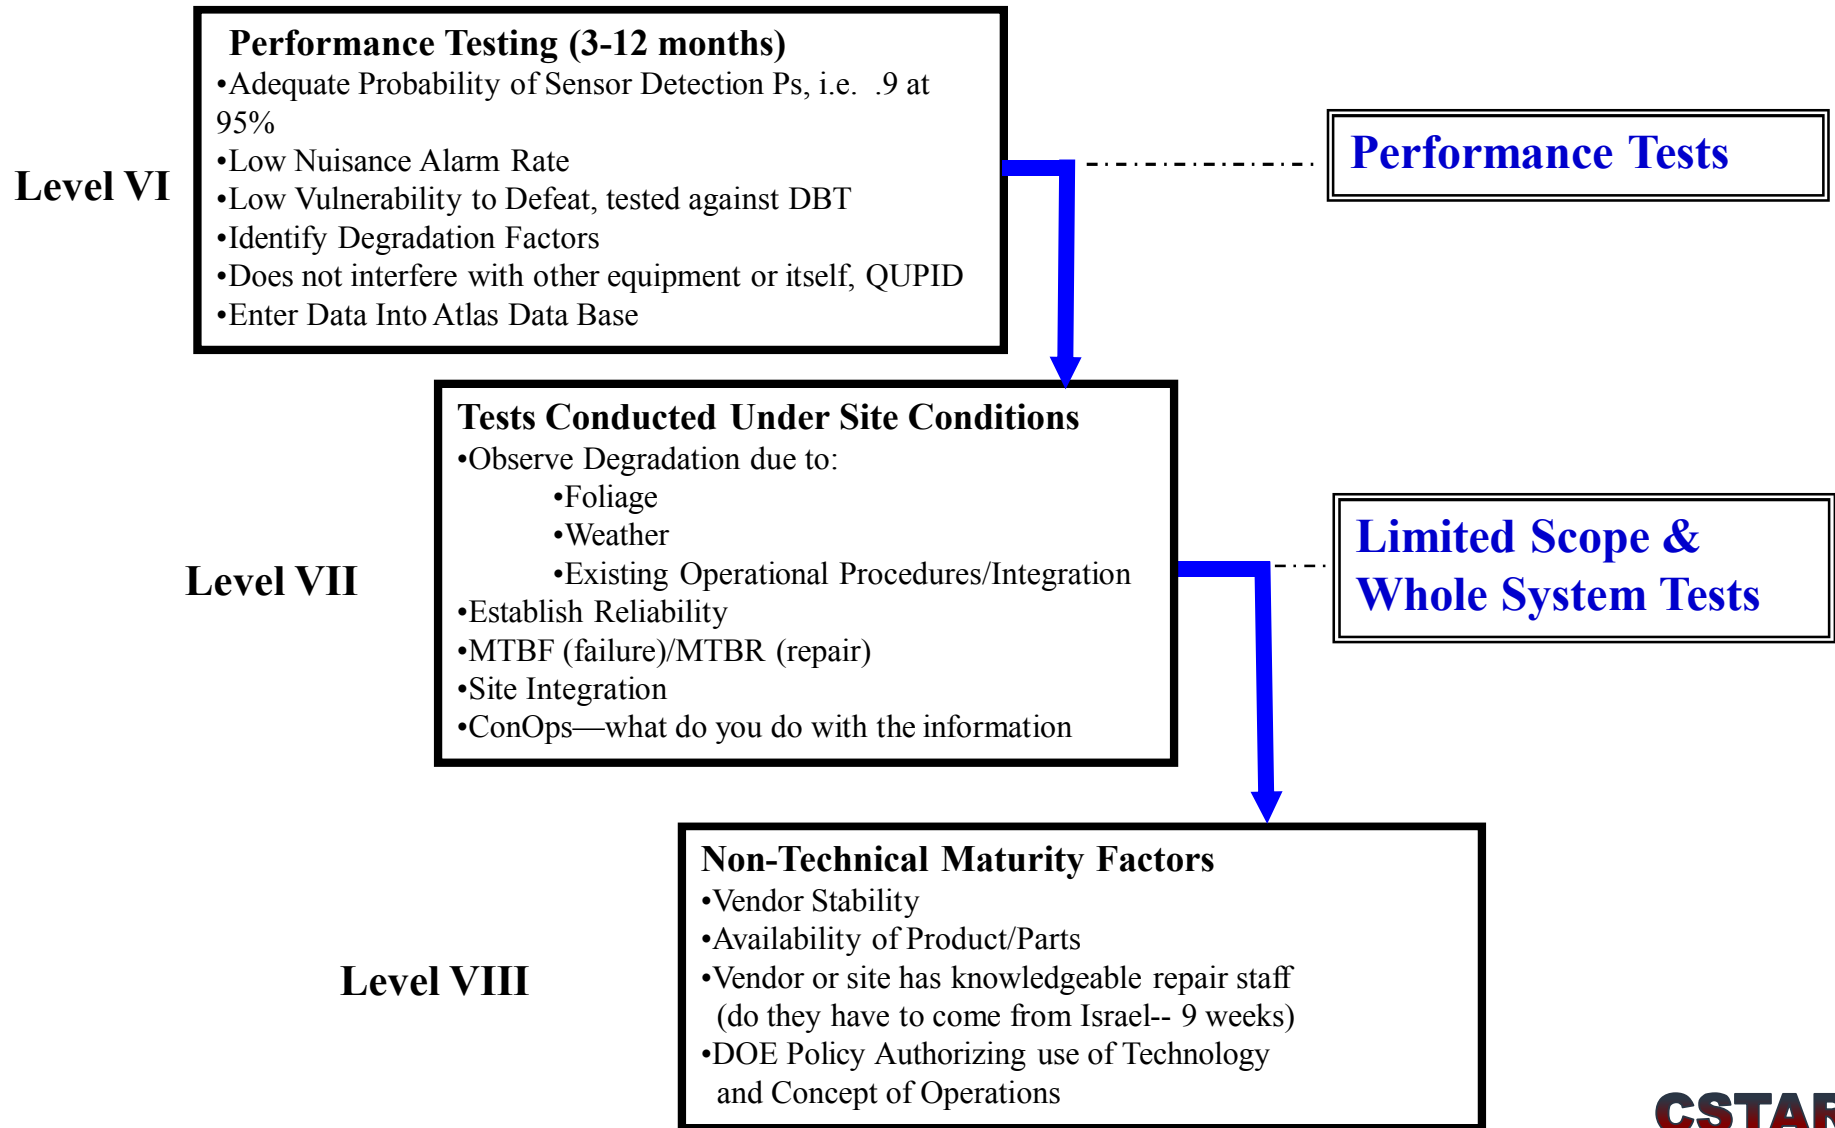 Performance Testing (3-12 months)
•Adequate Probability of Sensor Detection Ps, i.e. .9 at
95%
•Low Nuisance Alarm Rate
•Low Vulnerability to Defeat, tested against DBT
•Identify Degradation Factors
•Does not interfere with other equipment or itself, QUPID
•Enter Data Into Atlas Data Base
Level VI
Performance Tests
Tests Conducted Under Site Conditions
•Observe Degradation due to:
•Foliage
•Weather
•Existing Operational Procedures/Integration
•Establish Reliability
•MTBF (failure)/MTBR (repair)
•Site Integration
•ConOps—what do you do with the information
Level VII
Limited Scope &
Whole System Tests
Non-Technical Maturity Factors
•Vendor Stability
•Availability of Product/Parts
•Vendor or site has knowledgeable repair staff
(do they have to come from Israel-- 9 weeks)
•DOE Policy Authorizing use of Technology
and Concept of Operations
Level VIII
CSTAR